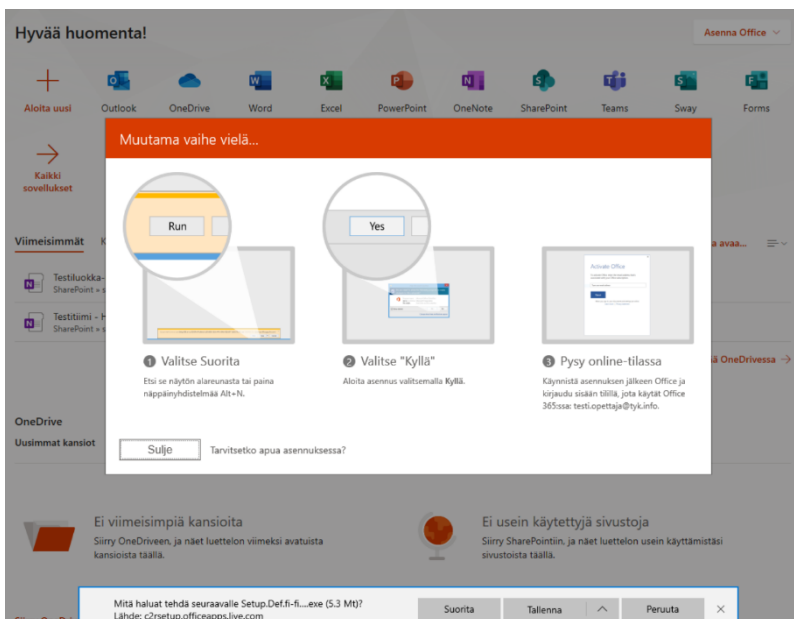 Hyvää huomenta!
Asenna Office
Aloita uusi
Outlook
OneDrive
Word
Excel
PowerPoint
OneNote
SharePoint
Teams
Sway
Forms
Kaikki
sovellukset
Muutama vaihe vielä...
Run
Yes
Activate Office
1 Valitse Suorita
Etsi se näytön alareunasta tai paina
näppäinyhdistelmää Alt+N.
2 Valitse "Kyllä"
Aloita asennus valitsemalla Kyllä.
3 Pysy online-tilassa
Käynnistä asennuksen jälkeen Office ja
kirjaudu sisään tilillä, jota käytät Office
365:ssa: testi.opettaja@tyk.info.
Sulje
Tarvitsetko apua asennuksessa?
Viimeisimmät
K
a avaa...
Testiluokka-
SharePoint » s
Testitiimi - H
SharePoint » s
iä OneDrivessa
OneDrive
Uusimmat kansiot
Ei viimeisimpiä kansioita
Siirry OneDriveen, ja näet luettelon viimeksi avatuista
kansioista täällä.
Ei usein käytettyjä sivustoja
Siirry SharePointiin, ja näet luettelon usein käyttämistäsi
sivustoista täällä.
Mitä haluat tehdä seuraavalle Setup.Def.fi-fi....exe (5.3 Mt)?
Lähde: c2rsetup.officeapps.live.com
Suorita
Tallenna
Peruuta